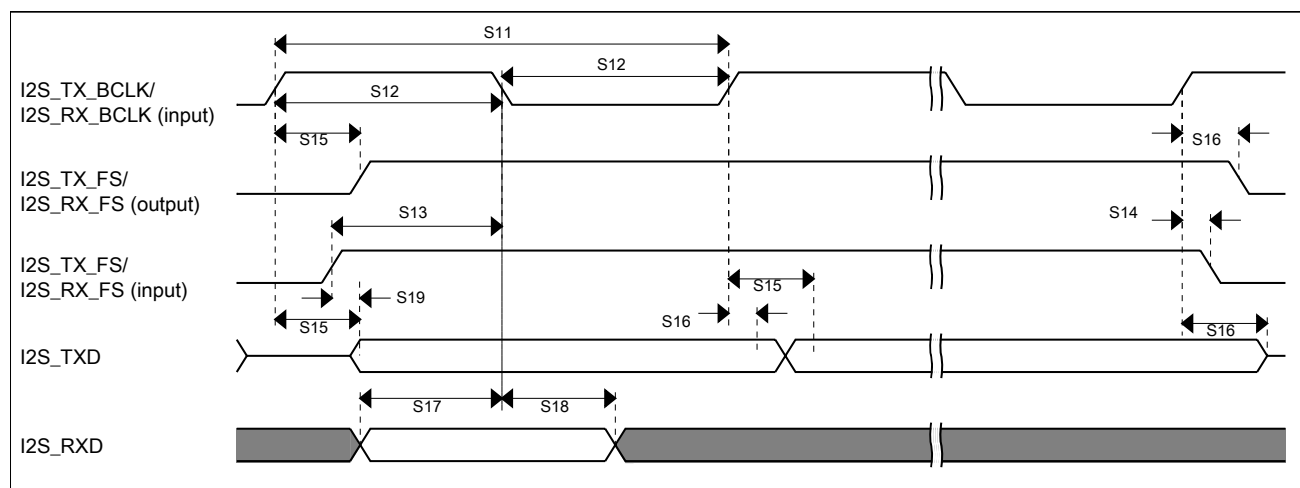 S11
I2S_TX_BCLK/
I2S_RX_BCLK (input)
S12
S12
S15
S16
I2S_TX_FS/
I2S_RX_FS (output)
S13
S14
I2S_TX_FS/
I2S_RX_FS (input)
S15
S19
S16
S15
S16
I2S_TXD
S17
S18
I2S_RXD